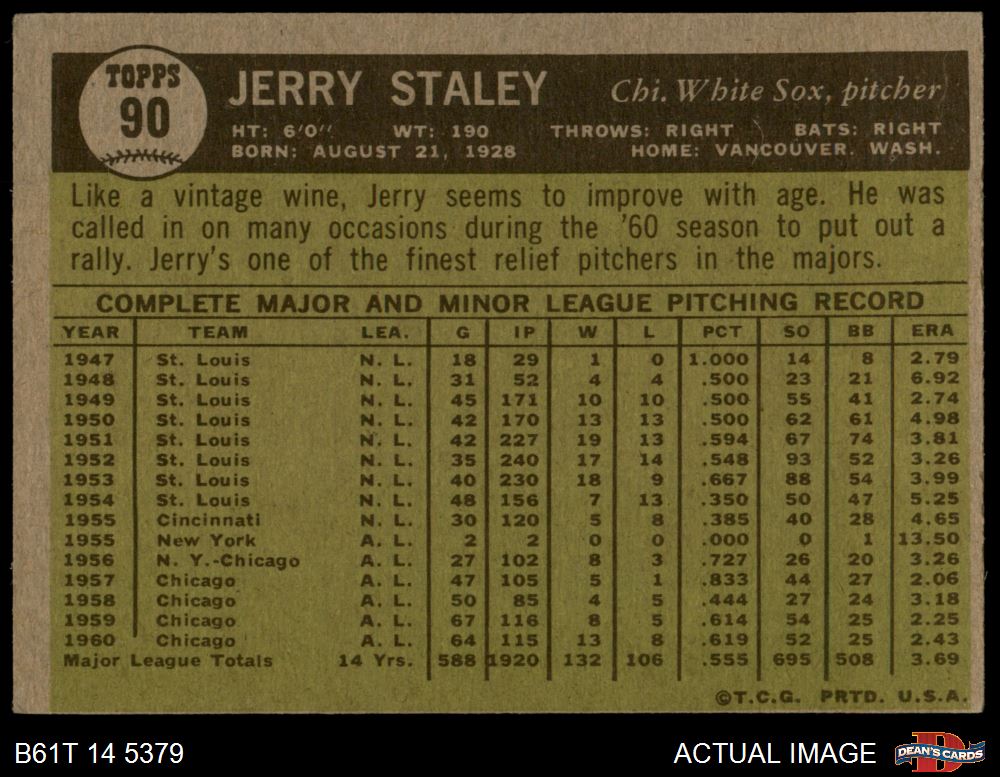 TOPPS
90
JERRY STALEY Chi. White Sox, pitcher
HT: 6'0" WT: 190 THROWS: RIGHT BATS: RIGHT
BORN: AUGUST 21, 1928 HOME: VANCOUVER. WASH.
Like a vintage wine, Jerry seems to improve with age. He was
called in on many occasions during the '60 season to put out a
rally. Jerry's one of the finest relief pitchers in the majors.
COMPLETE MAJOR AND MINOR LEAGUE PITCHING RECORD
YEAR TEAM LEA. G IP W L PCT SO BB ERA
1947 St. Louis N. L. 18 29 1 0 1.000 14 8 2.79
1948 St. Louis N. L. 31 52 4 4 .500 23 21 6.92
1949 St. Louis N. L. 45 171 10 10 .500 55 41 2.74
1950 St. Louis N. L. 42 170 13 13 .500 62 61 4.98
1951 St. Louis N. L. 42 227 19 13 .594 67 74 3.81
1952 St. Louis N. L. 35 240 17 14 .548 93 52 3.26
1953 St. Louis N. L. 40 230 18 9 .667 88 54 3.99
1954 St. Louis N. L. 48 156 7 13 .350 50 47 5.25
1955 Cincinnati N. L. 30 120 5 8 .385 40 28 4.65
1955 New York A. L. 2 2 0 0 .000 0 1 13.50
1956 N. Y.-Chicago A. L. 27 102 8 3 .727 26 20 3.26
1957 Chicago A. L. 47 105 5 1 .833 44 27 2.06
1958 Chicago A. L. 50 85 4 5 .444 27 24 3.18
1959 Chicago A. L. 67 116 8 5 .614 54 25 2.25
1960 Chicago A. L. 64 115 13 8 .619 52 25 2.43
Major League Totals 14 Yrs. 588 1920 132 106 .555 695 508 3.69
©T.C.G. PRTD. U.S.A.
B61T 14 5379 ACTUAL IMAGE DEAN'S CARDS